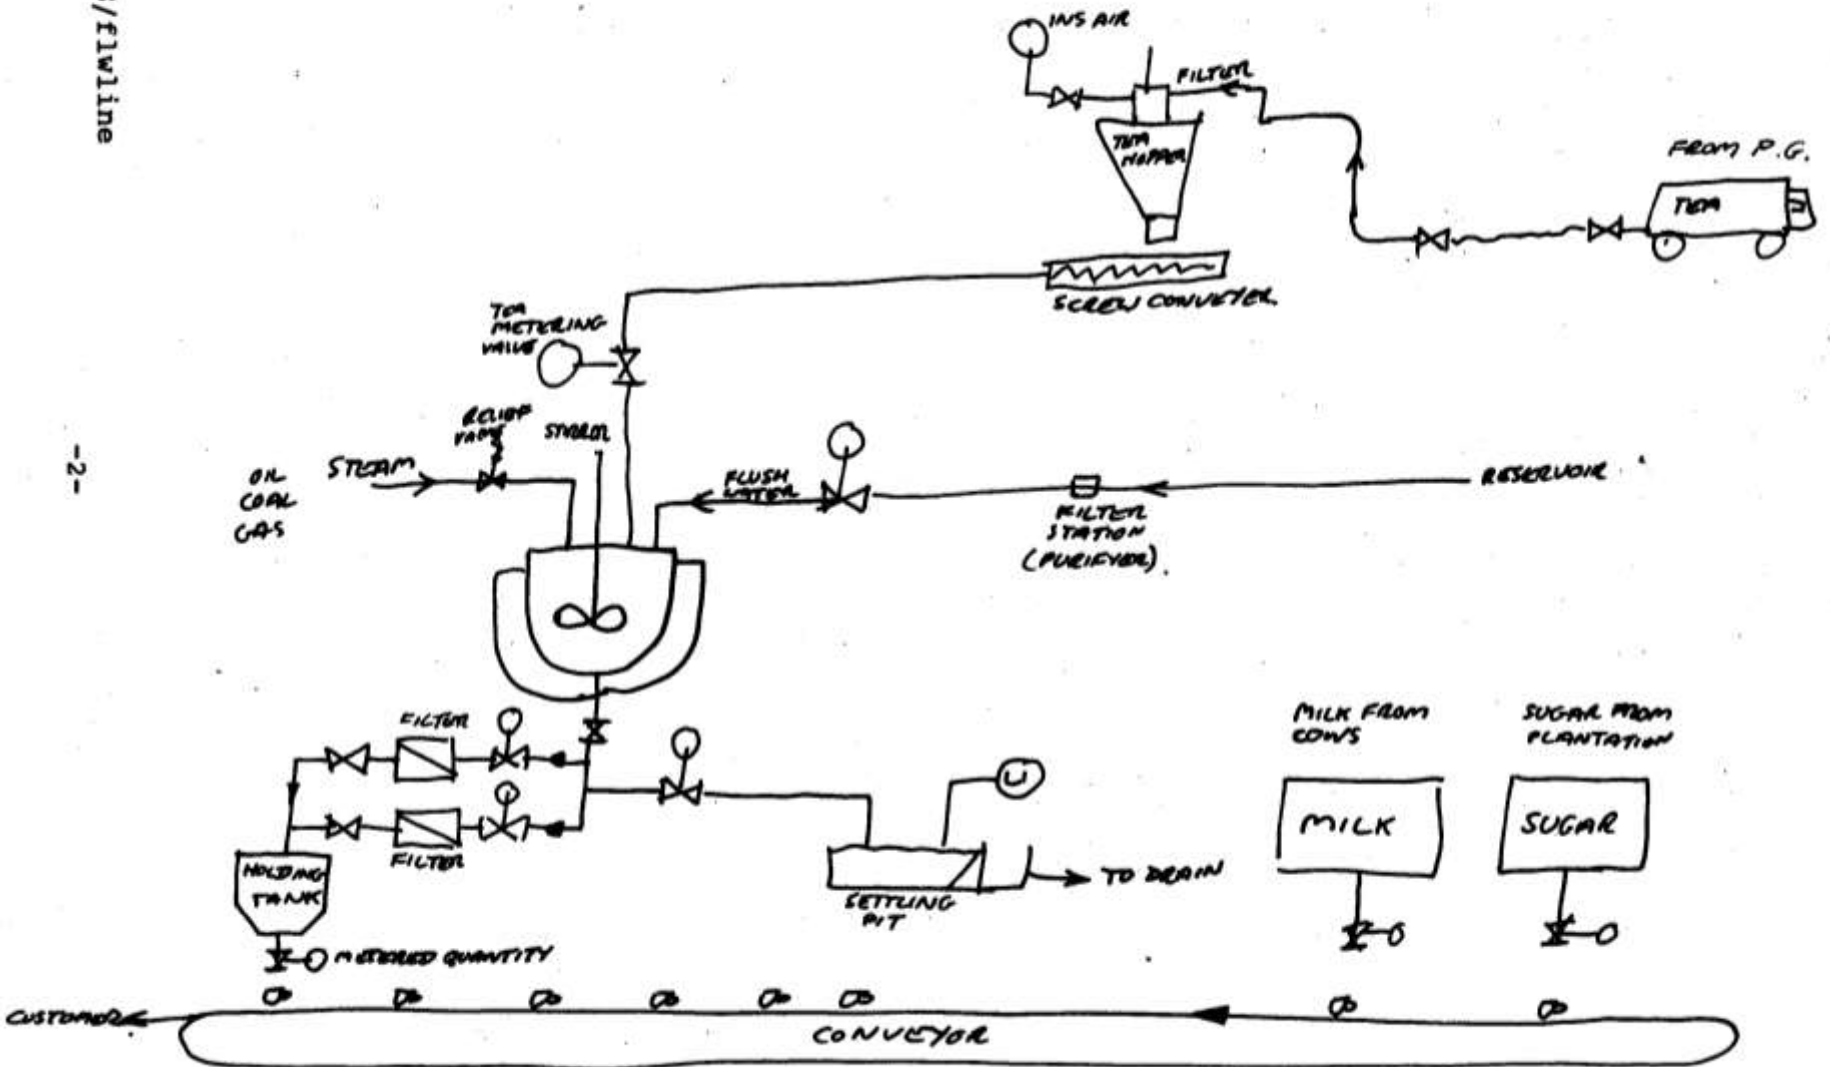 /flwline
-2-
INS AIR
FILTER
TEA
HOPPER
FROM P.G.
TEA
SCREW CONVEYER
TEA
METERING
VALVE
RELIEF
VALVE
STIRRER
STEAM
OIL
COAL
GAS
FLUSH
WATER
RESERVOIR
FILTER
STATION
(PURIFYER)
FILTER
FILTER
HOLDING
TANK
METERED QUANTITY
SETTLING
PIT
TO DRAIN
MILK FROM
COWS
MILK
SUGAR FROM
PLANTATION
SUGAR
CUSTOMER
CONVEYOR